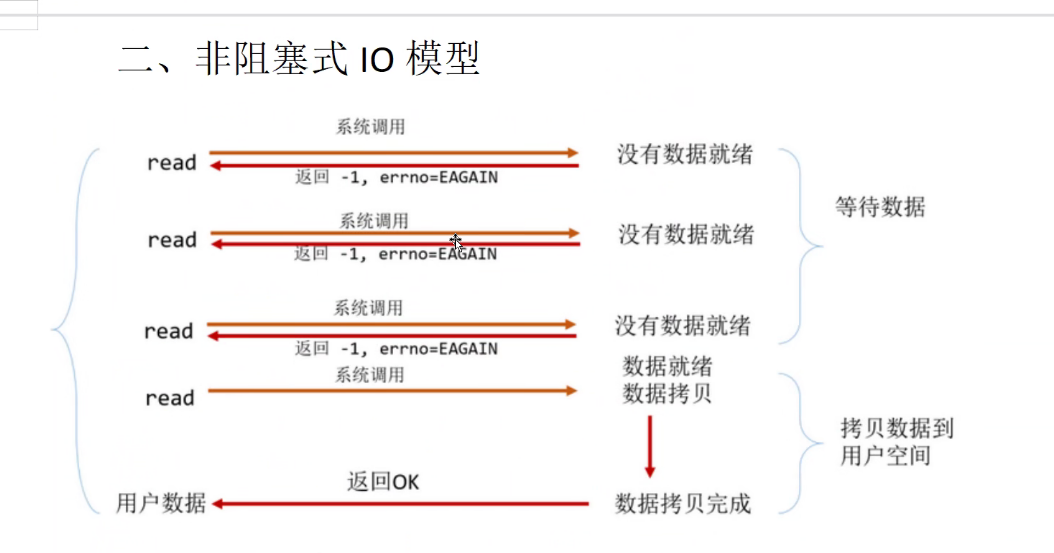 二、非阻塞式 IO 模型
系统调用
read
没有数据就绪
返回 -1, errno=EAGAIN
等待数据
系统调用
read
没有数据就绪
返回 -1, errno=EAGAIN
系统调用
read
没有数据就绪
返回 -1, errno=EAGAIN
数据就绪
系统调用
read
数据拷贝
拷贝数据到
用户空间
返回OK
用户数据
数据拷贝完成